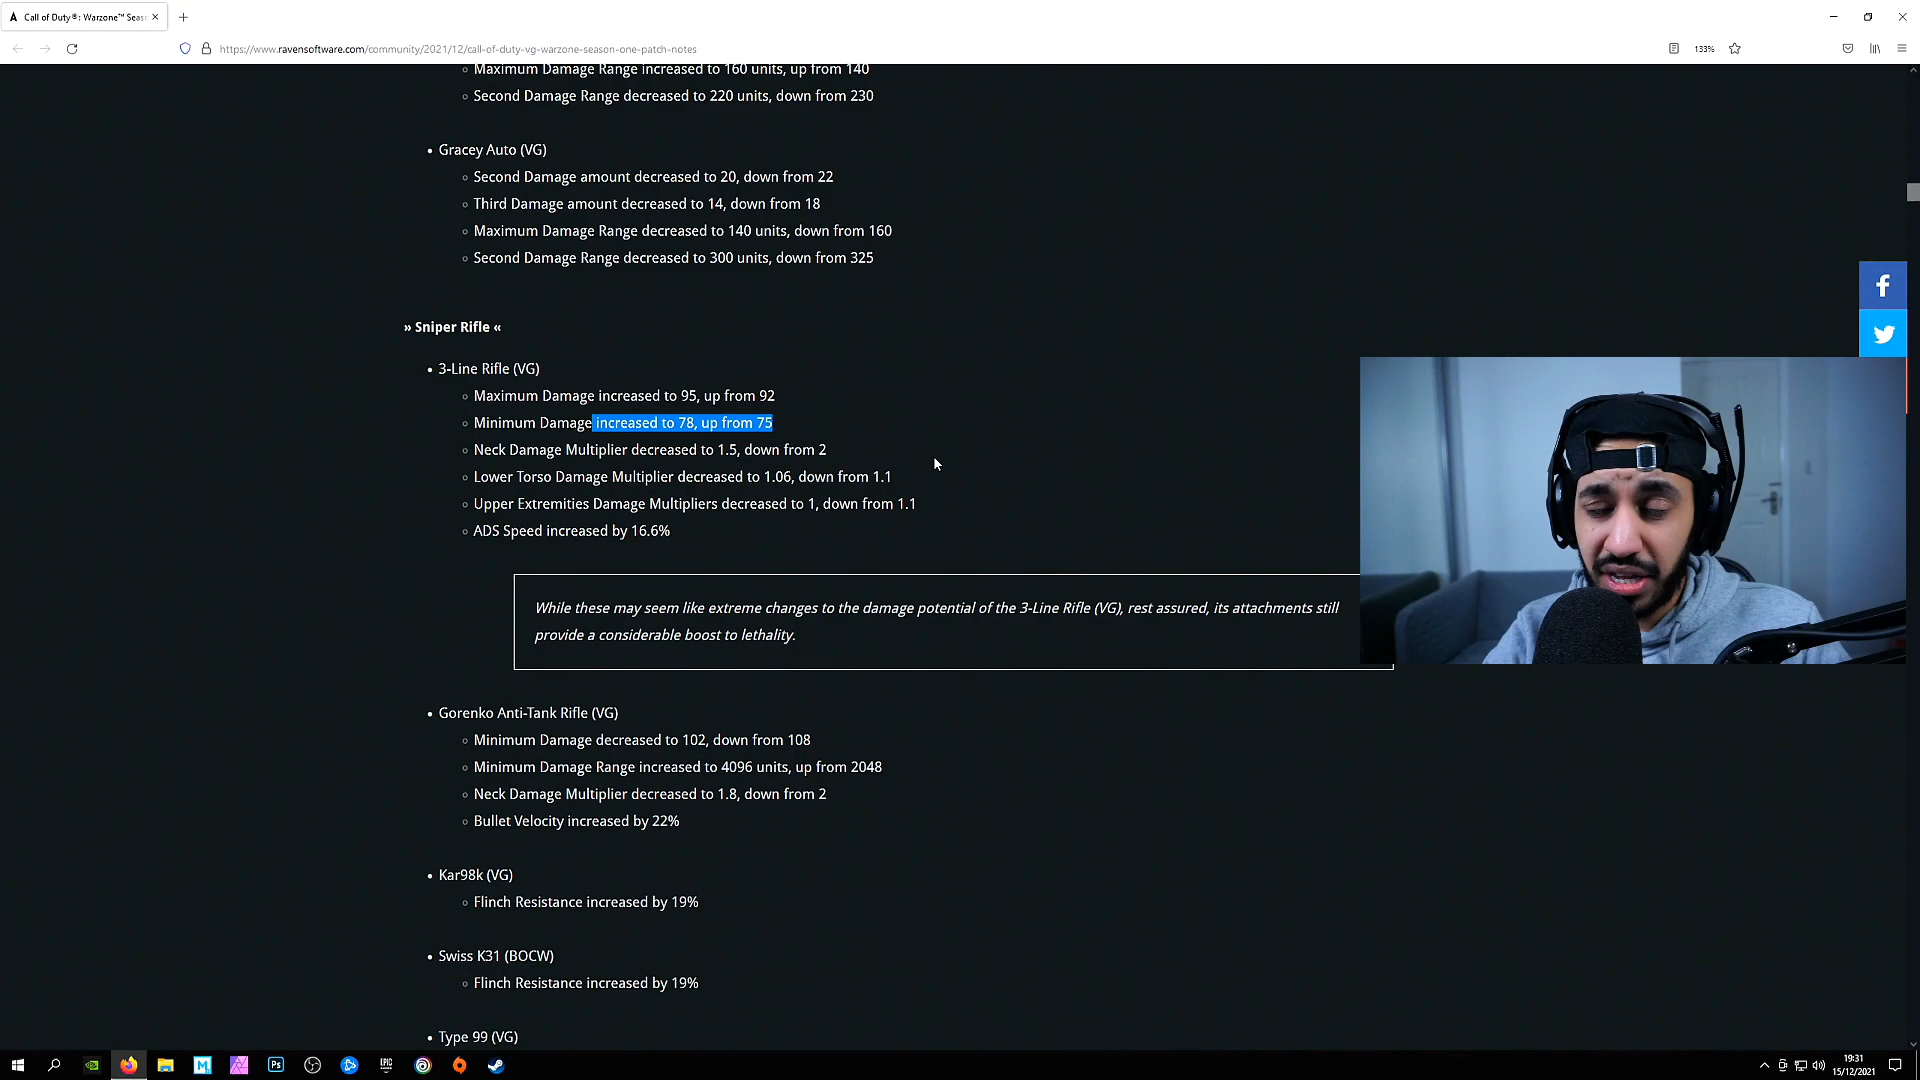 Call of Duty®: Warzone™ Seas
https://www.ravensoftware.com/community/2021/12/call-of-duty-vg-warzone-season-one-patch-notes
133%
Maximum Damage Range increased to 160 units, up from 140
Second Damage Range decreased to 220 units, down from 230
Gracey Auto (VG)
Second Damage amount decreased to 20, down from 22
Third Damage amount decreased to 14, down from 18
Maximum Damage Range decreased to 140 units, down from 160
Second Damage Range decreased to 300 units, down from 325
» Sniper Rifle «
3-Line Rifle (VG)
Maximum Damage increased to 95, up from 92
Minimum Damage increased to 78, up from 75
Neck Damage Multiplier decreased to 1.5, down from 2
Lower Torso Damage Multiplier decreased to 1.06, down from 1.1
Upper Extremities Damage Multipliers decreased to 1, down from 1.1
ADS Speed increased by 16.6%
While these may seem like extreme changes to the damage potential of the 3-Line Rifle (VG), rest assured, its attachments still
provide a considerable boost to lethality.
Gorenko Anti-Tank Rifle (VG)
Minimum Damage decreased to 102, down from 108
Minimum Damage Range increased to 4096 units, up from 2048
Neck Damage Multiplier decreased to 1.8, down from 2
Bullet Velocity increased by 22%
Kar98k (VG)
Flinch Resistance increased by 19%
Swiss K31 (BOCW)
Flinch Resistance increased by 19%
Type 99 (VG)
M
Ps
EPIC
19:31
15/12/2021